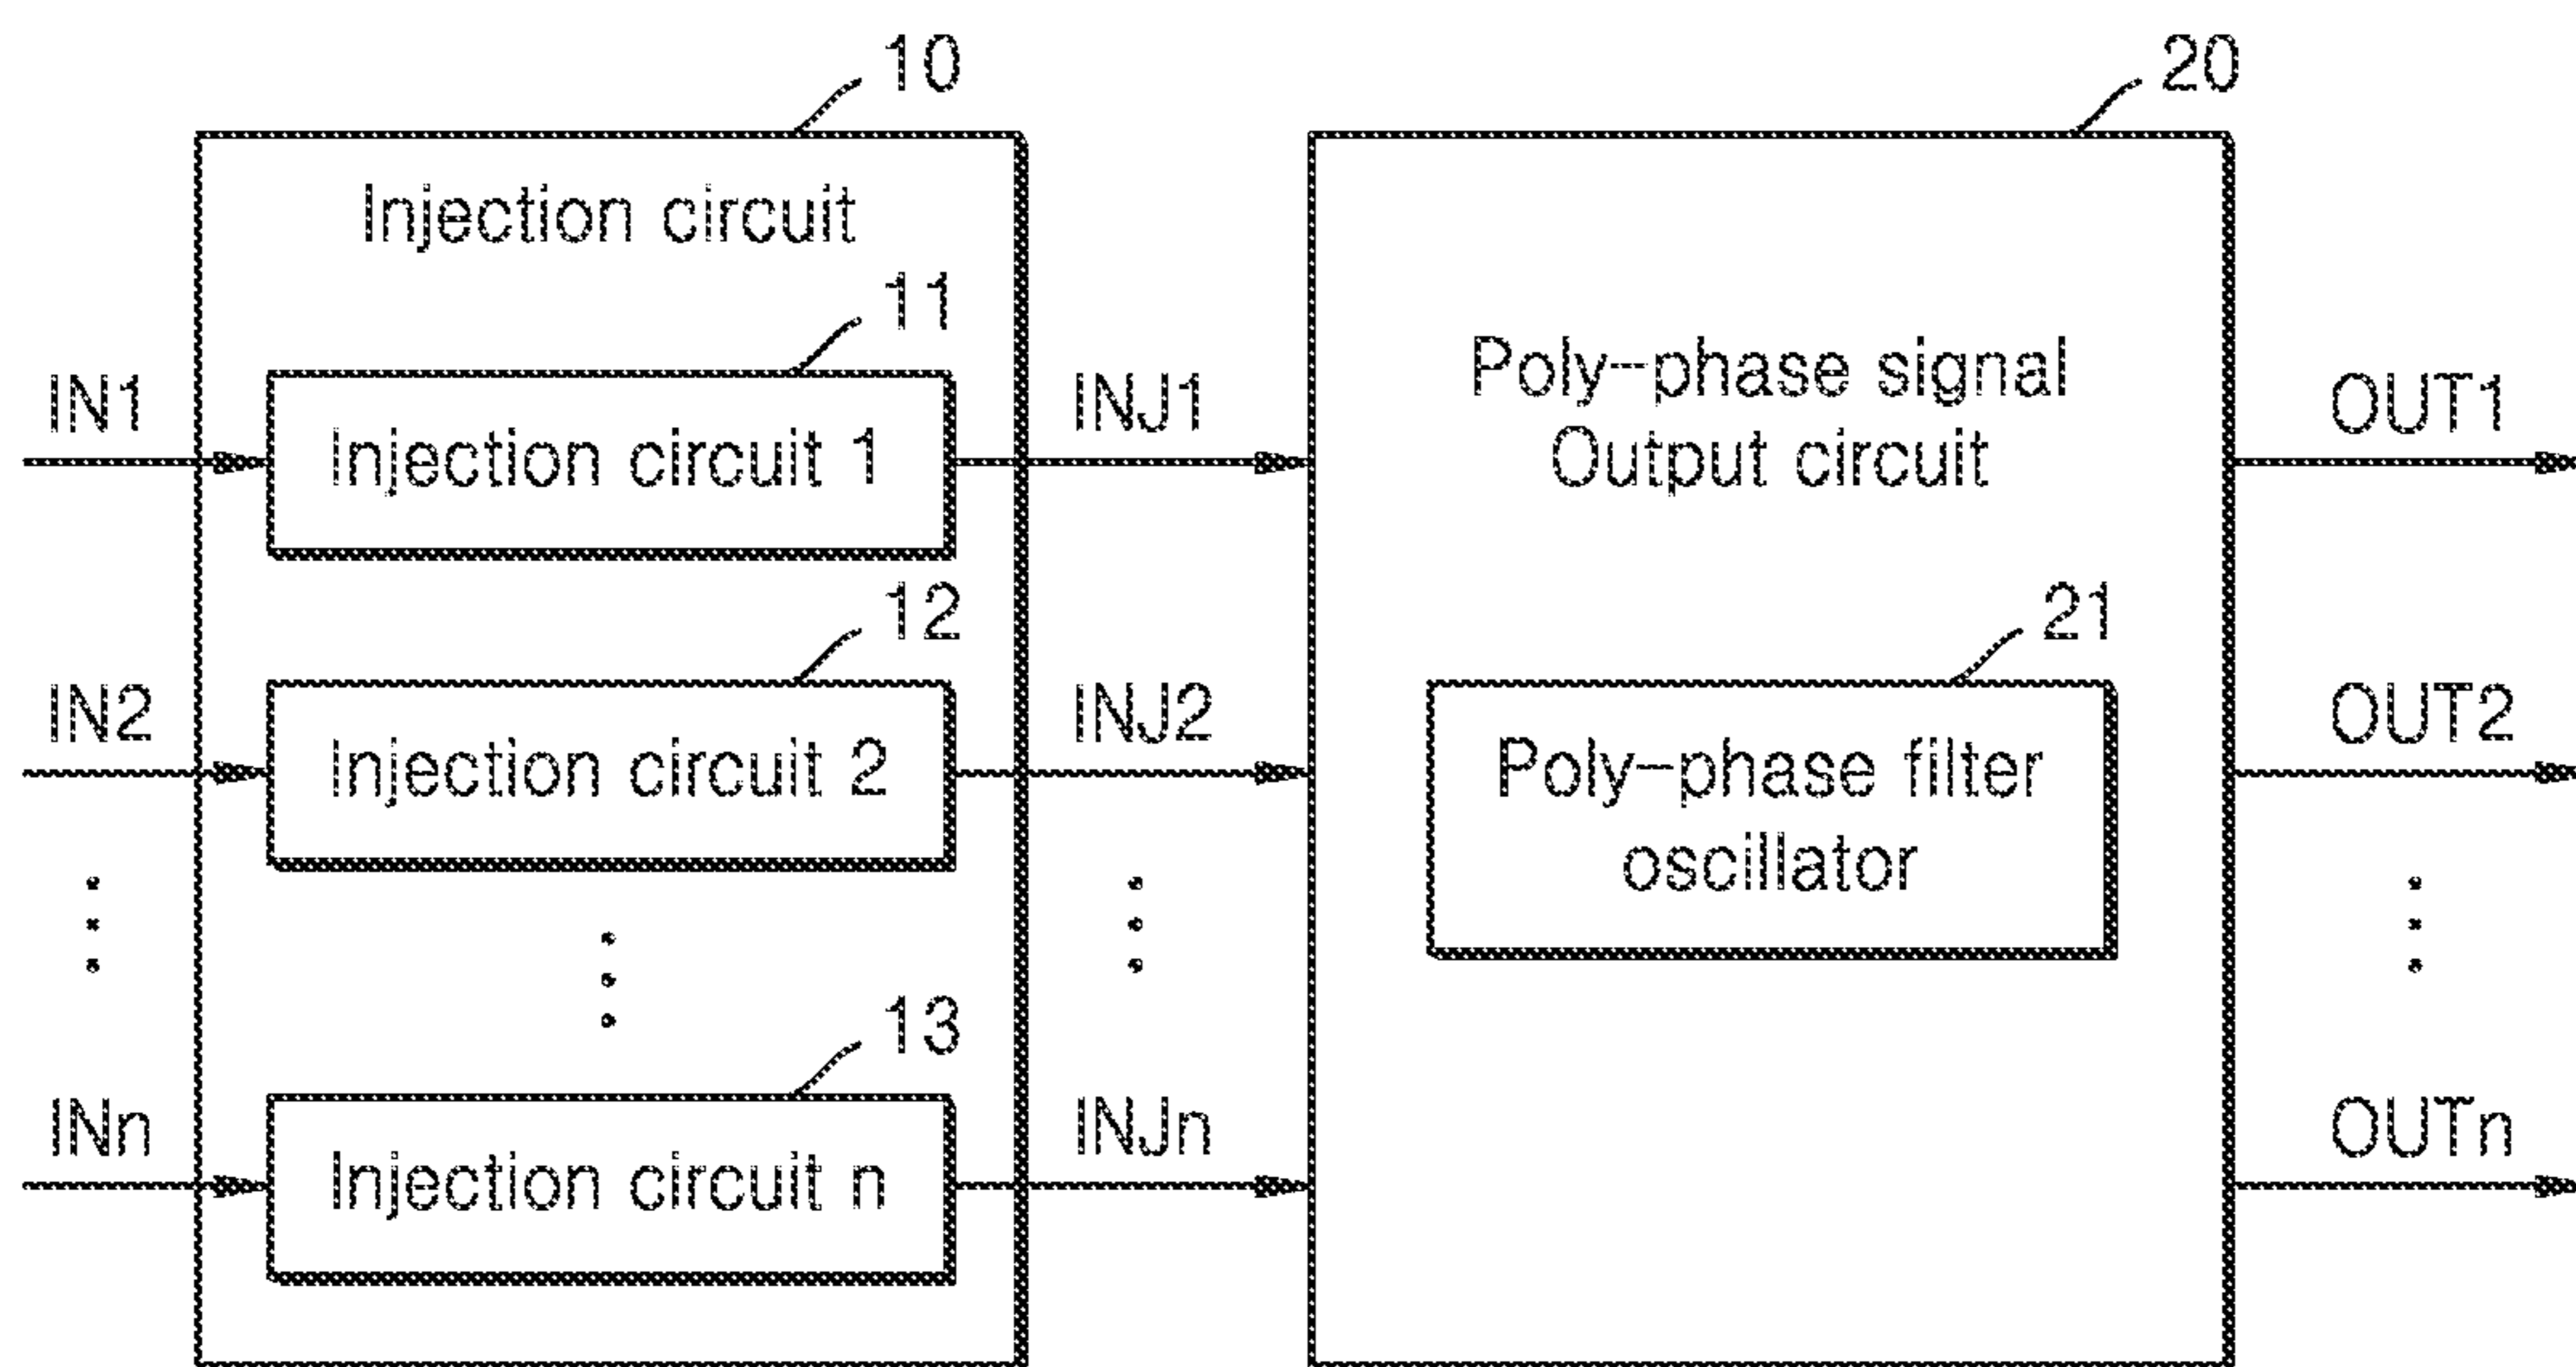 10
20
Injection circuit
11
IN1
Injection circuit 1
INJ1
Poly-phase signal
Output circuit
OUT1
12
21
IN2
Injection circuit 2
INJ2
Poly-phase filter
oscillator
OUT2
13
INn
Injection circuit n
INJn
OUTn